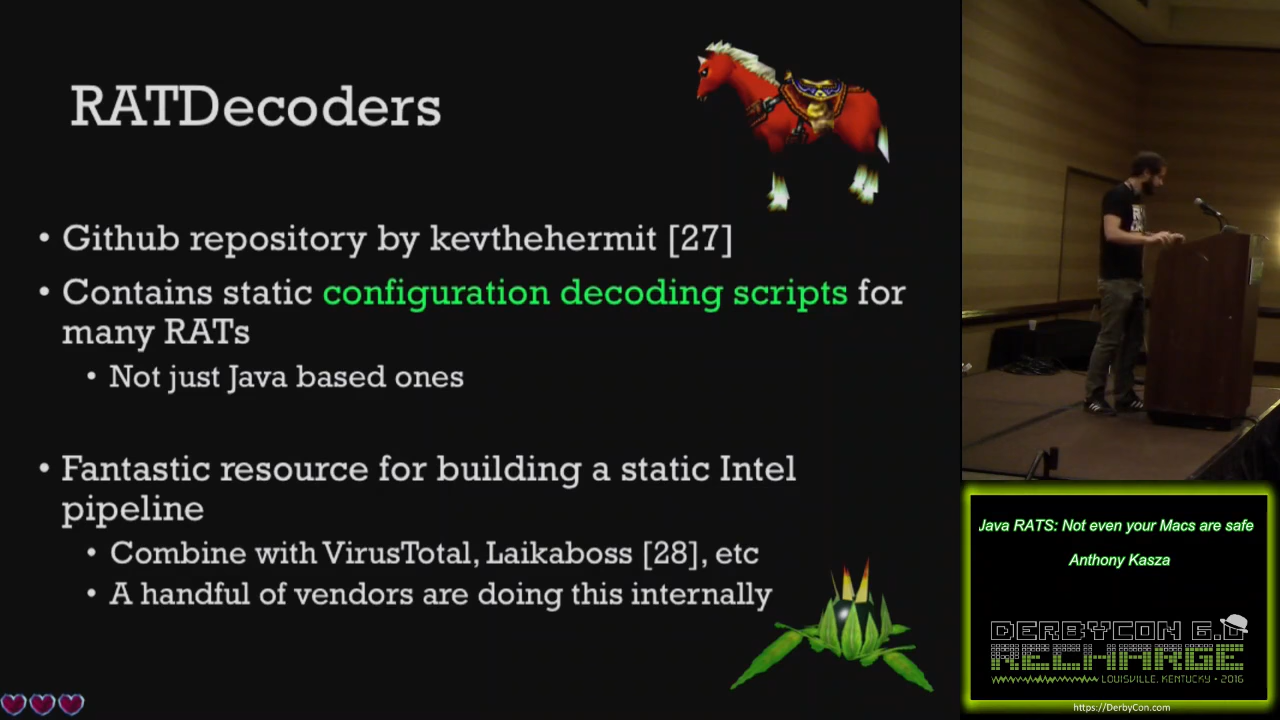 RATDecoders
• Github repository by kevthehermit [27]
• Contains static configuration decoding scripts for
many RATs
• Not just Java based ones
• Fantastic resource for building a static Intel
pipeline
• Combine with VirusTotal, Laikaboss [28], etc
• A handful of vendors are doing this internally
Java RATS: Not even your Macs are safe
Anthony Kasza
DERBYCON 6.0
RECHARGE
LOUISVILLE, KENTUCKY • 2016
https://DerbyCon.com